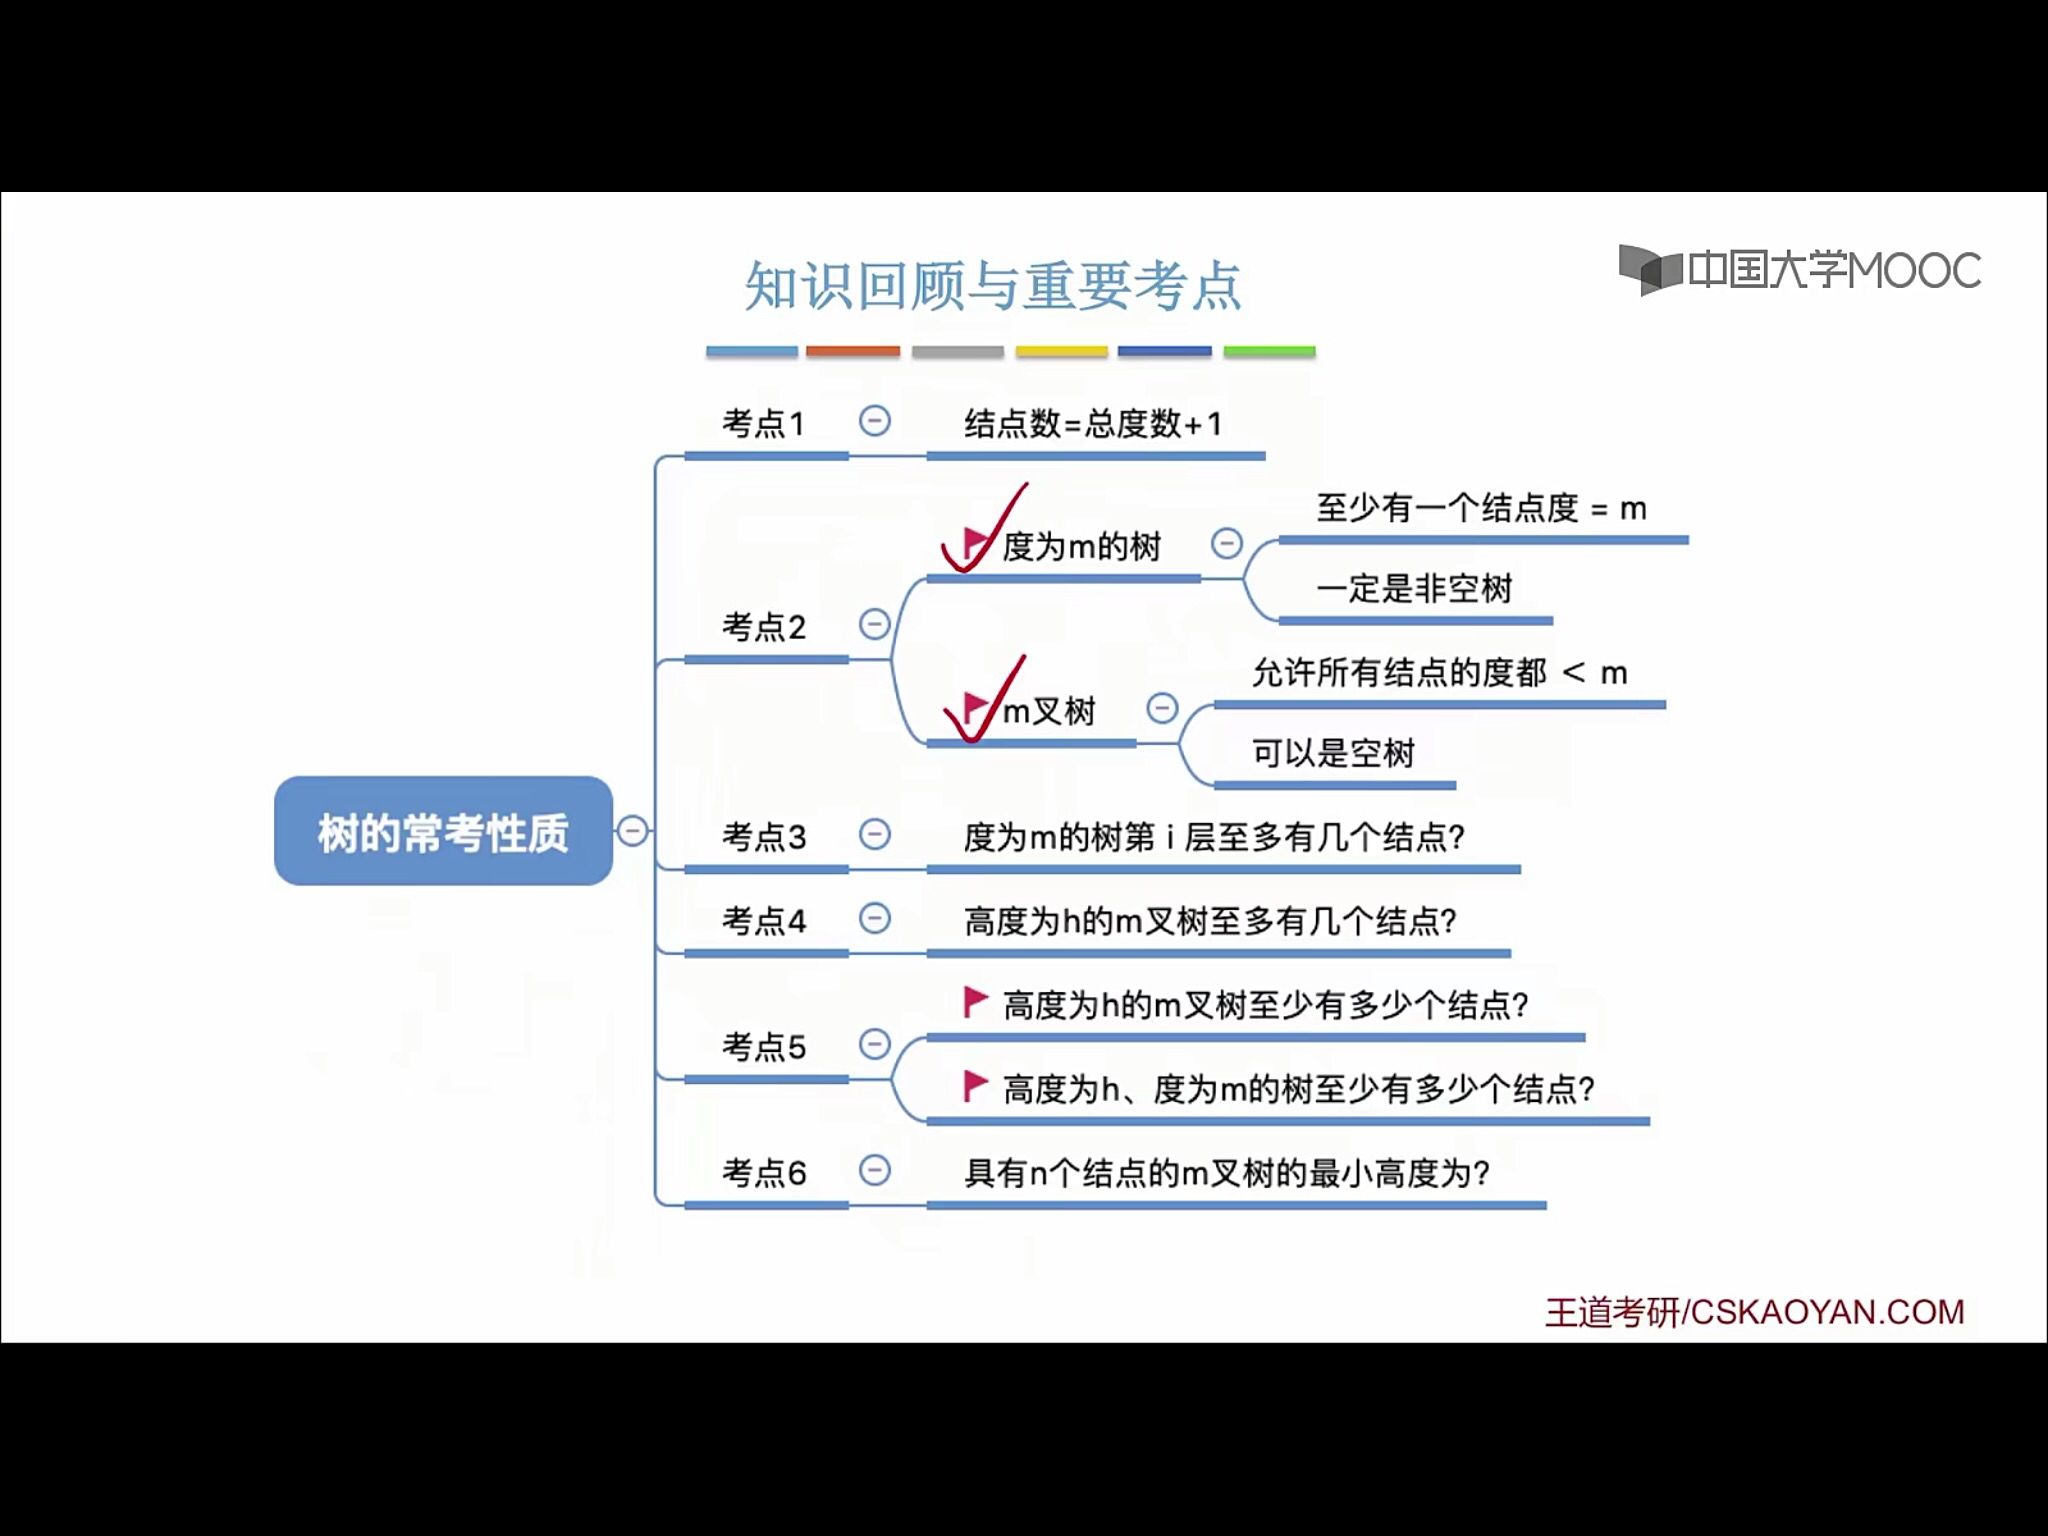 中国大学MOOC
知识回顾与重要考点
树的常考性质
考点1
结点数=总度数+1
考点2
度为m的树
至少有一个结点度 = m
一定是非空树
m叉树
允许所有结点的度都 < m
可以是空树
考点3
度为m的树第 i 层至多有几个结点?
考点4
高度为h的m叉树至多有几个结点?
考点5
高度为h的m叉树至少有多少个结点?
高度为h、度为m的树至少有多少个结点?
考点6
具有n个结点的m叉树的最小高度为?
王道考研/CSKAOYAN.COM